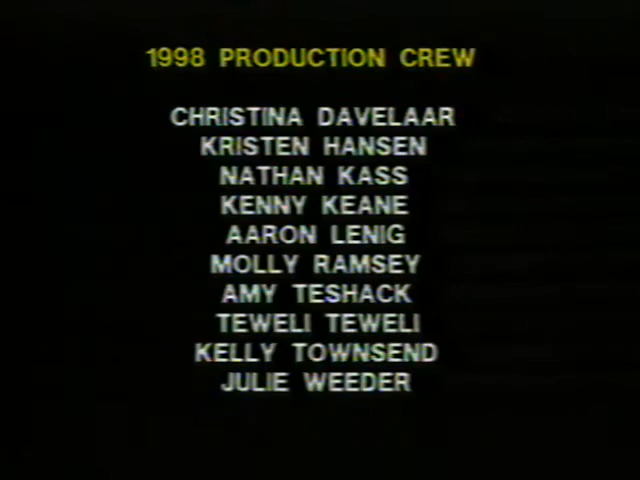 1998 PRODUCTION CREW
CHRISTINA DAVELAAR
KRISTEN HANSEN
NATHAN KASS
KENNY KEANE
AARON LENIG
MOLLY RAMSEY
AMY TESHACK
TEWELI TEWELI
KELLY TOWNSEND
JULIE WEEDER